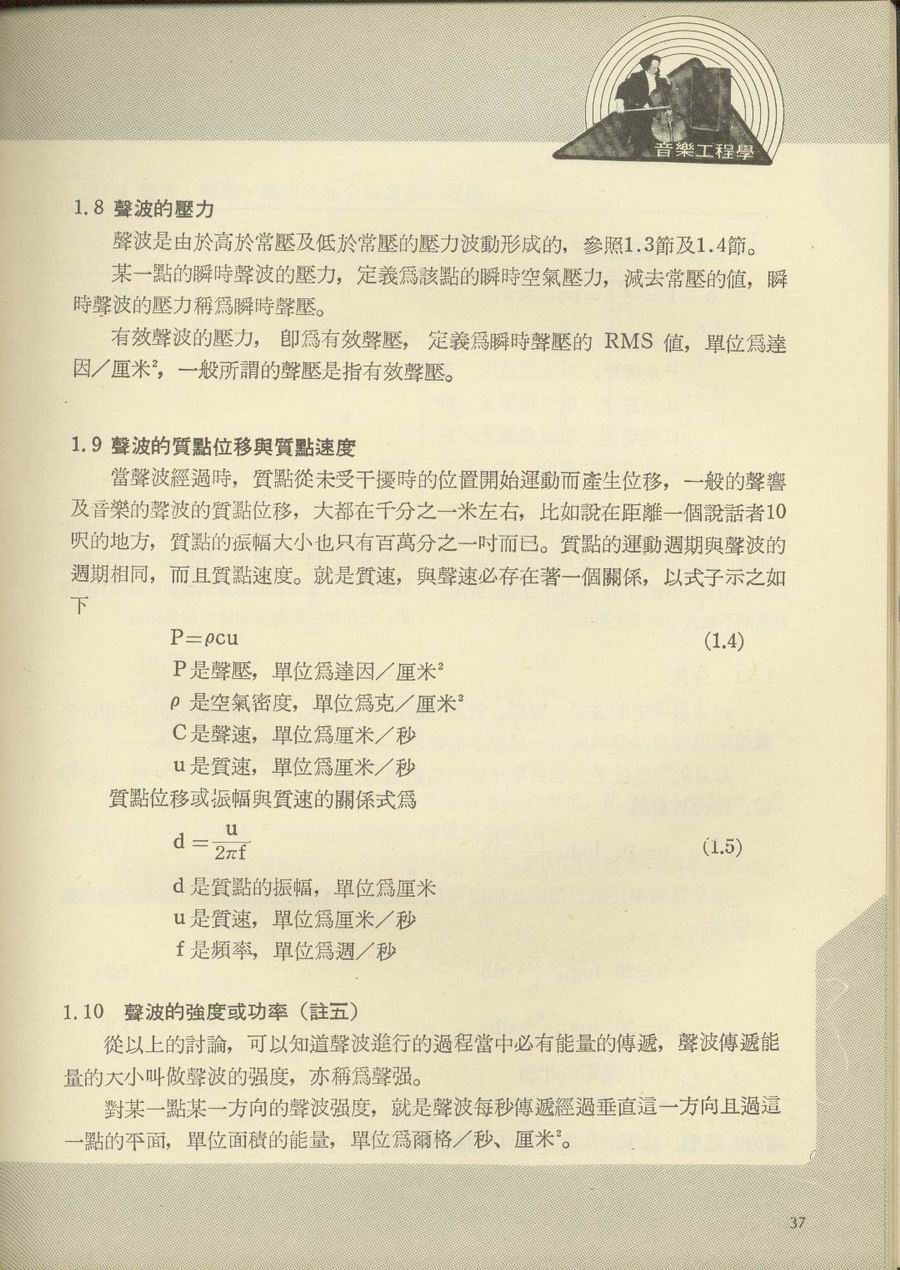 音樂工程學
1.8 聲波的壓力
聲波是由於高於常壓及低於常壓的壓力波動形成的，參照1.3節及1.4節。
某一點的瞬時聲波的壓力，定義爲該點的瞬時空氣壓力，減去常壓的值，瞬
時聲波的壓力稱爲瞬時聲壓。
有效聲波的壓力，卽爲有效聲壓，定義爲瞬時聲壓的 RMS 值，單位爲達
因／厘米²，一般所謂的聲壓是指有效聲壓。
1.9 聲波的質點位移與質點速度
當聲波經過時，質點從未受干擾時的位置開始運動而產生位移，一般的聲響
及音樂的聲波的質點位移，大都在千分之一米左右，比如說在距離一個說話者10
呎的地方，質點的振幅大小也只有百萬分之一吋而已。質點的運動週期與聲波的
週期相同，而且質點速度。就是質速，與聲速必存在著一個關係，以式子示之如
下
P=ρcu (1.4)
P是聲壓，單位爲達因／厘米²
ρ 是空氣密度，單位爲克／厘米²
C是聲速，單位爲厘米／秒
u是質速，單位爲厘米／秒
質點位移或振幅與質速的關係式爲
d=u/2πf (1.5)
d是質點的振幅，單位爲厘米
u是質速，單位爲厘米／秒
f是頻率，單位爲週／秒
1.10 聲波的強度或功率（註五）
從以上的討論，可以知道聲波進行的過程當中必有能量的傳遞，聲波傳遞能
量的大小叫做聲波的强度，亦稱爲聲强。
對某一點某一方向的聲波强度，就是聲波每秒傳遞經過垂直這一方向且過這
一點的平面，單位面積的能量，單位爲爾格／秒、厘米²。
37